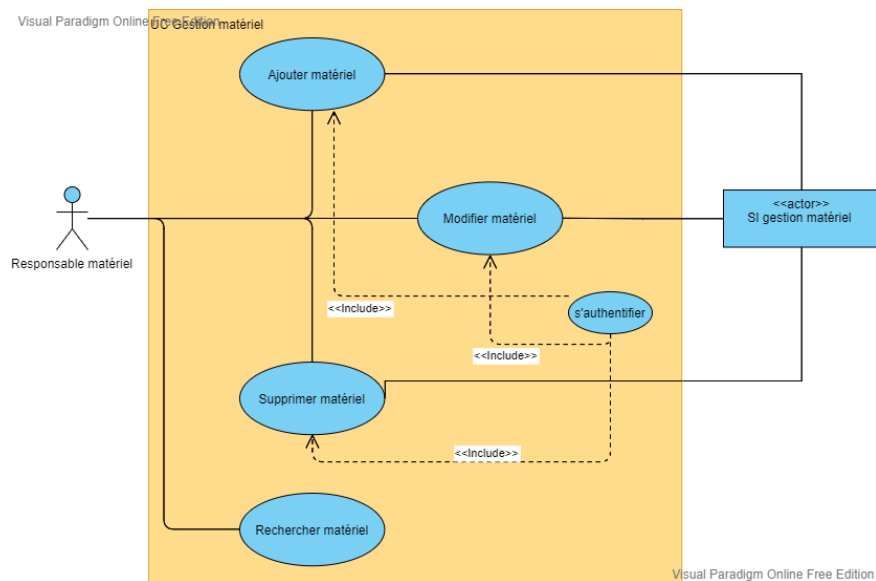 Visual Paradigm Online Free Edition
UC Gestion matériel
Ajouter matériel
<<actor>>
SI gestion matériel
Modifier matériel
Responsable matériel
<<Include>>
s'authentifier
<<Include>>
Supprimer matériel
<<Include>>
Rechercher matériel
Visual Paradigm Online Free Edition